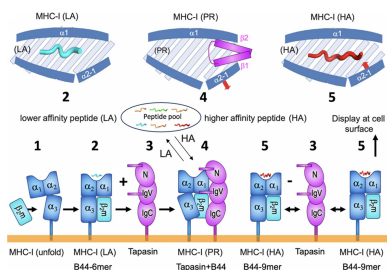 MHC-I (LA) MHC-I (PR) MHC-I (HA)
α1 α1 α1
β2
(LA) (PR) (HA)
β1
α2-1 α2-1 α2-1
2 4 5
lower affinity peptide (LA) Peptide pool higher affinity peptide (HA) Display at cell surface
HA
LA
1 2 3 4 5 3 5
+ -
α2 α1 α2 α1 N α2 α1 N α2 α1 N α2 α1
IgV IgV IgV
α3 α3 α3 α3 α3
β2m β2m β2m β2m β2m
IgC IgC IgC
MHC-I (unfold) MHC-I (LA) Tapasin MHC-I (PR) MHC-I (HA) Tapasin MHC-I (HA)
B44-6mer Tapasin+B44 B44-9mer B44-9mer